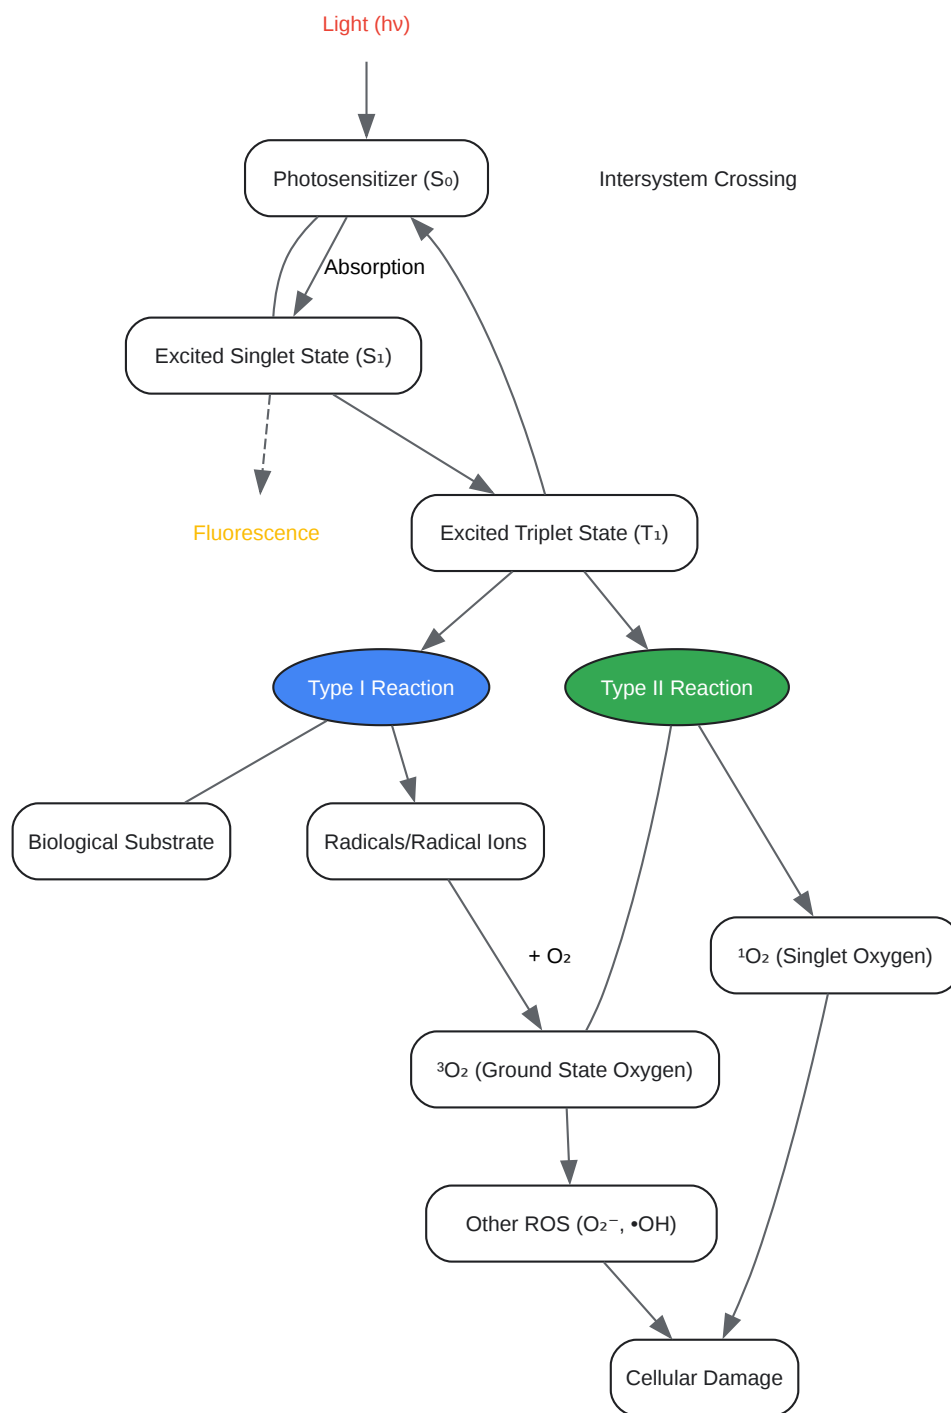 Light (hν)
Photosensitizer (S₀)
Intersystem Crossing
Absorption
Excited Singlet State (S₁)
Fluorescence
Excited Triplet State (T₁)
Type I Reaction
Type II Reaction
Biological Substrate
Radicals/Radical Ions
+ O₂
¹O₂ (Singlet Oxygen)
³O₂ (Ground State Oxygen)
Other ROS (O₂⁻, •OH)
Cellular Damage